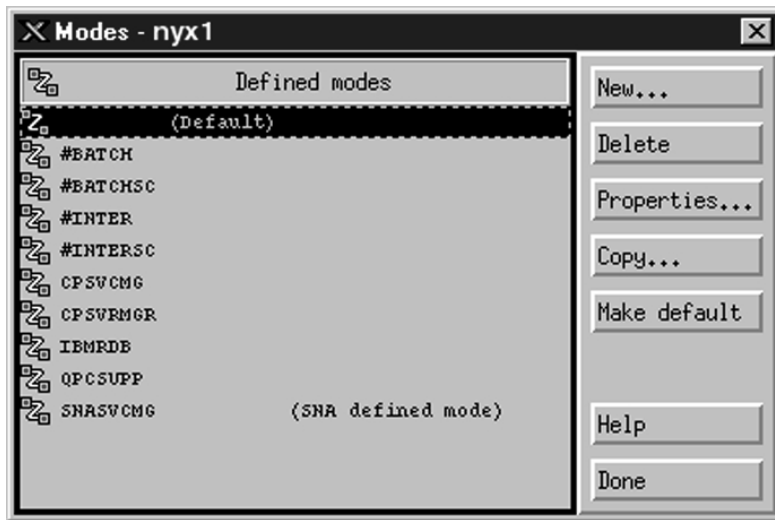 Modes - nyx1
Defined modes
(Default)
#BATCH
#BATCHSC
#INTER
#INTERSC
CPSVCMG
CPSVRMGR
IBMRDB
QPCSUPP
SNASVCMG (SNA defined mode)
New...
Delete
Properties...
Copy...
Make default
Help
Done